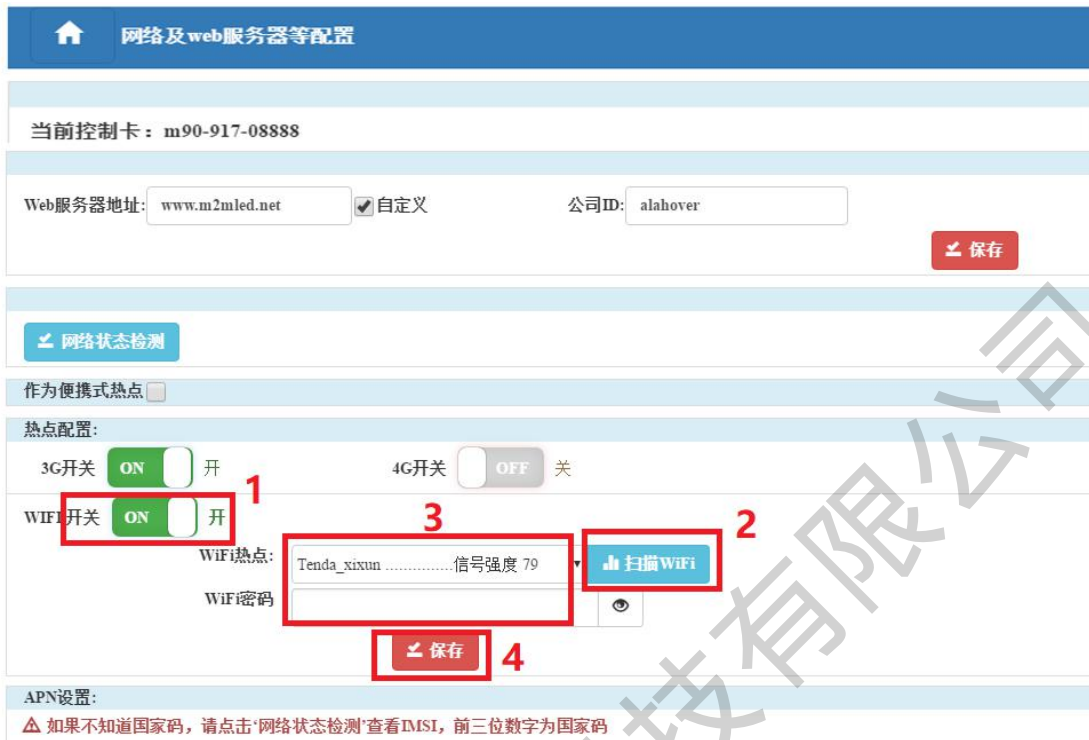 网络及web服务器等配置
当前控制卡：m90-917-08888
Web服务器地址: www.m2mled.net 自定义 公司ID: alahover
保存
网络状态检测
作为便携式热点
热点配置:
3G开关 ON 开 4G开关 OFF 关
1
WIFI开关 ON 开
3
2
WiFi热点: Tenda_xixun ...............信号强度 79 扫描WiFi
WiFi密码
保存 4
APN设置:
如果不知道国家码，请点击‘网络状态检测’查看IMSI，前三位数字为国家码
技有限公司